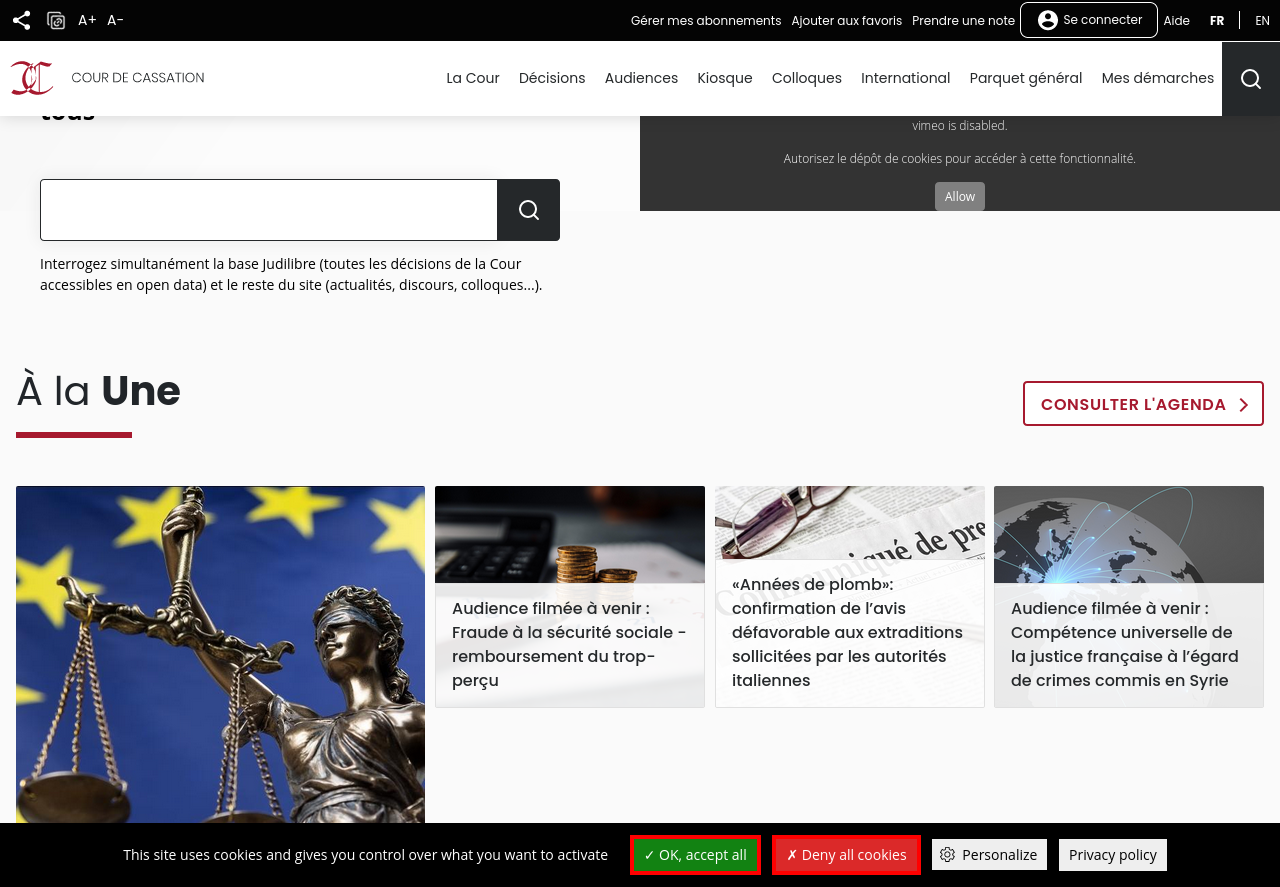 A+ A-
Gérer mes abonnements Ajouter aux favoris Prendre une note Se connecter Aide FR EN
COUR DE CASSATION
La Cour Décisions Audiences Kiosque Colloques International Parquet général Mes démarches
tous
vimeo is disabled.
Autorisez le dépôt de cookies pour accéder à cette fonctionnalité.
Allow
Interrogez simultanément la base Judilibre (toutes les décisions de la Cour
accessibles en open data) et le reste du site (actualités, discours, colloques...).
À la Une
CONSULTER L'AGENDA
Audience filmée à venir :
Fraude à la sécurité sociale -
remboursement du trop-
perçu
«Années de plomb»:
confirmation de l’avis
défavorable aux extraditions
sollicitées par les autorités
italiennes
Audience filmée à venir :
Compétence universelle de
la justice française à l’égard
de crimes commis en Syrie
This site uses cookies and gives you control over what you want to activate ✓ OK, accept all ✗ Deny all cookies Personalize Privacy policy